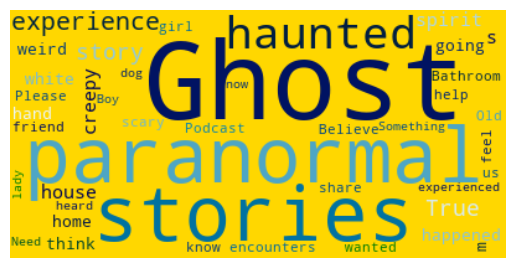 experience
girl
haunted
spirit
weird
story
Ghost
going
s
white
creepy
dog
now
Bathroom
Please
Boy
help
hand
scary
Podcast
Believe
Something
Old
friend
paranormal
feel
lady
house
share
us
experienced
heard
stories
True
home
Need
think
know
encounters
wanted
happened
m